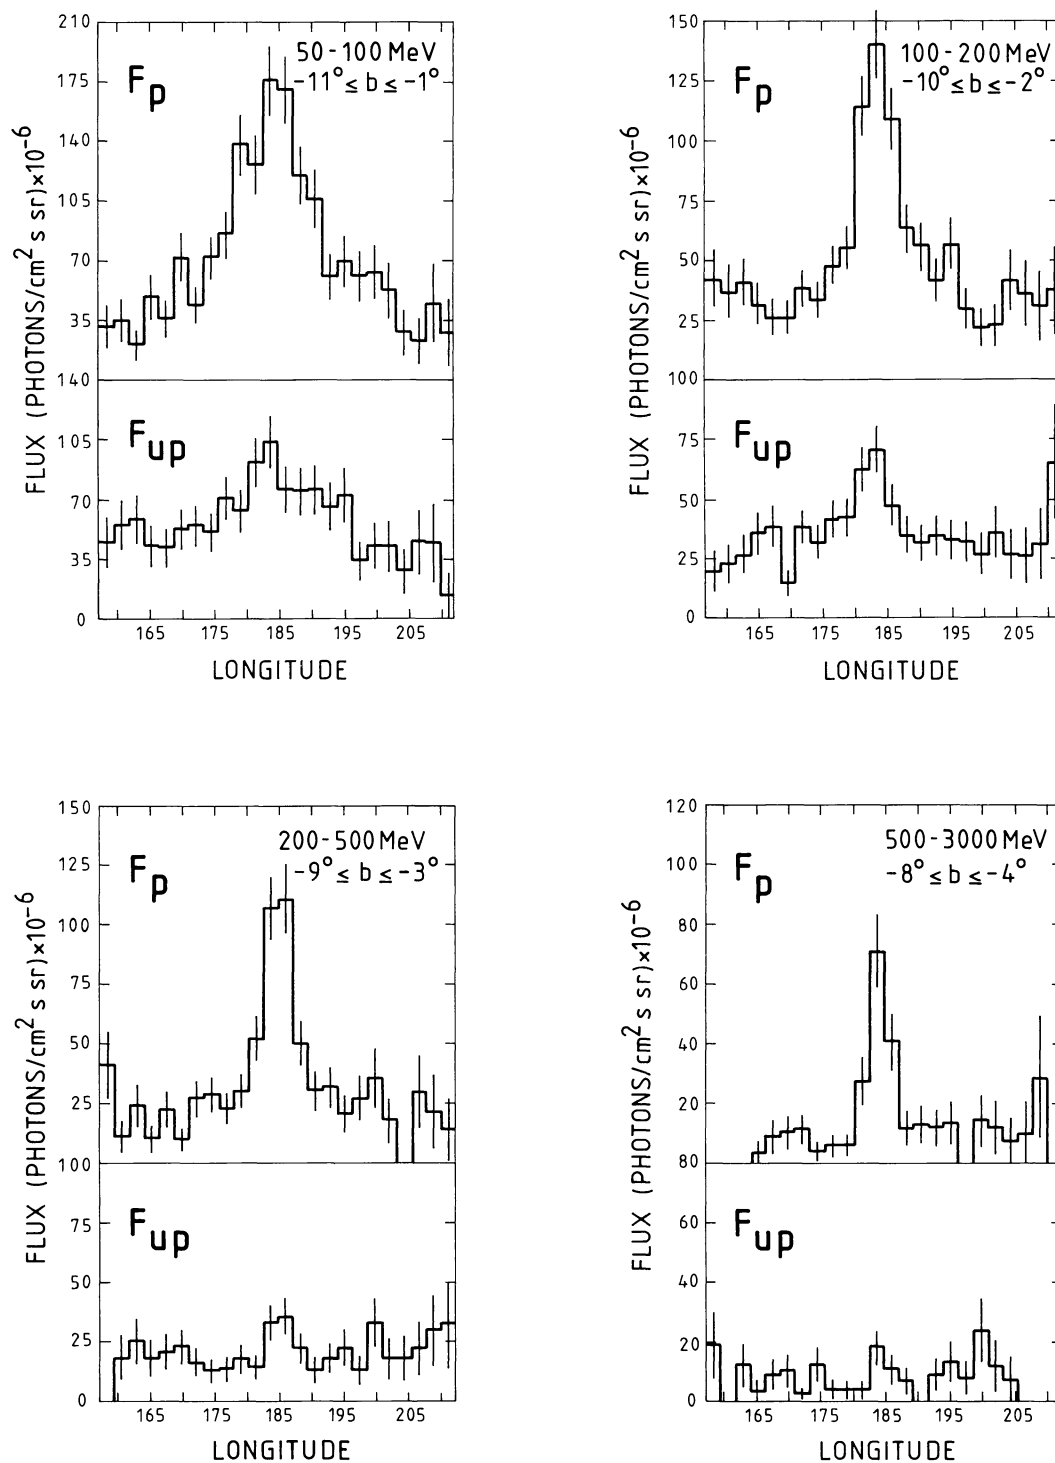 50-100 MeV
-11° ≤ b ≤ -1°
Fp
210
175
140
105
70
35
140
Fup
105
70
35
0
165 175 185 195 205
LONGITUDE
FLUX (PHOTONS/cm² s sr)×10⁻⁶
100-200 MeV
-10° ≤ b ≤ -2°
Fp
150
125
100
75
50
25
100
Fup
75
50
25
0
165 175 185 195 205
LONGITUDE
FLUX (PHOTONS/cm² s sr)×10⁻⁶
200-500 MeV
-9° ≤ b ≤ -3°
Fp
150
125
100
75
50
25
100
Fup
75
50
25
0
165 175 185 195 205
LONGITUDE
FLUX (PHOTONS/cm² s sr)×10⁻⁶
500-3000 MeV
-8° ≤ b ≤ -4°
Fp
120
100
80
60
40
20
80
Fup
60
40
20
0
165 175 185 195 205
LONGITUDE
FLUX (PHOTONS/cm² s sr)×10⁻⁶